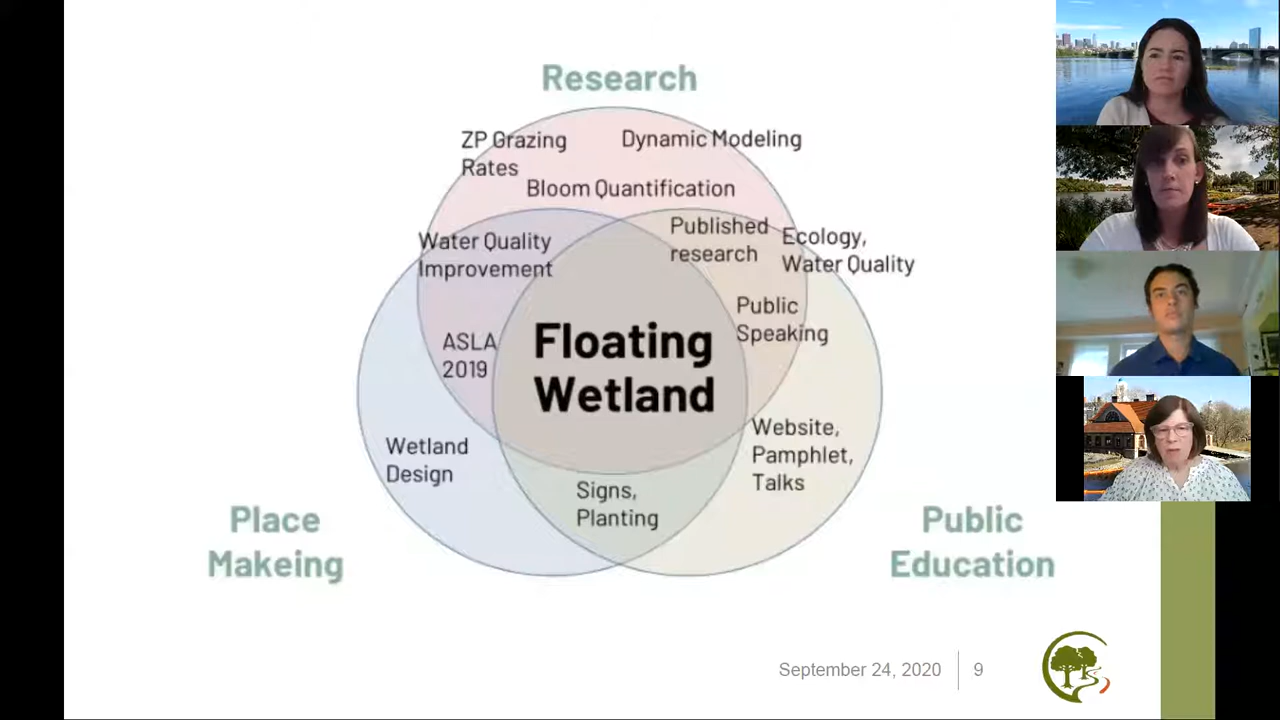 Research
ZP Grazing
Rates
Dynamic Modeling
Bloom Quantification
Water Quality
Improvement
Published
research
Ecology,
Water Quality
Public
Speaking
ASLA
2019
Floating
Wetland
Wetland
Design
Website,
Pamphlet,
Talks
Signs,
Planting
Place
Makeing
Public
Education
September 24, 2020
9